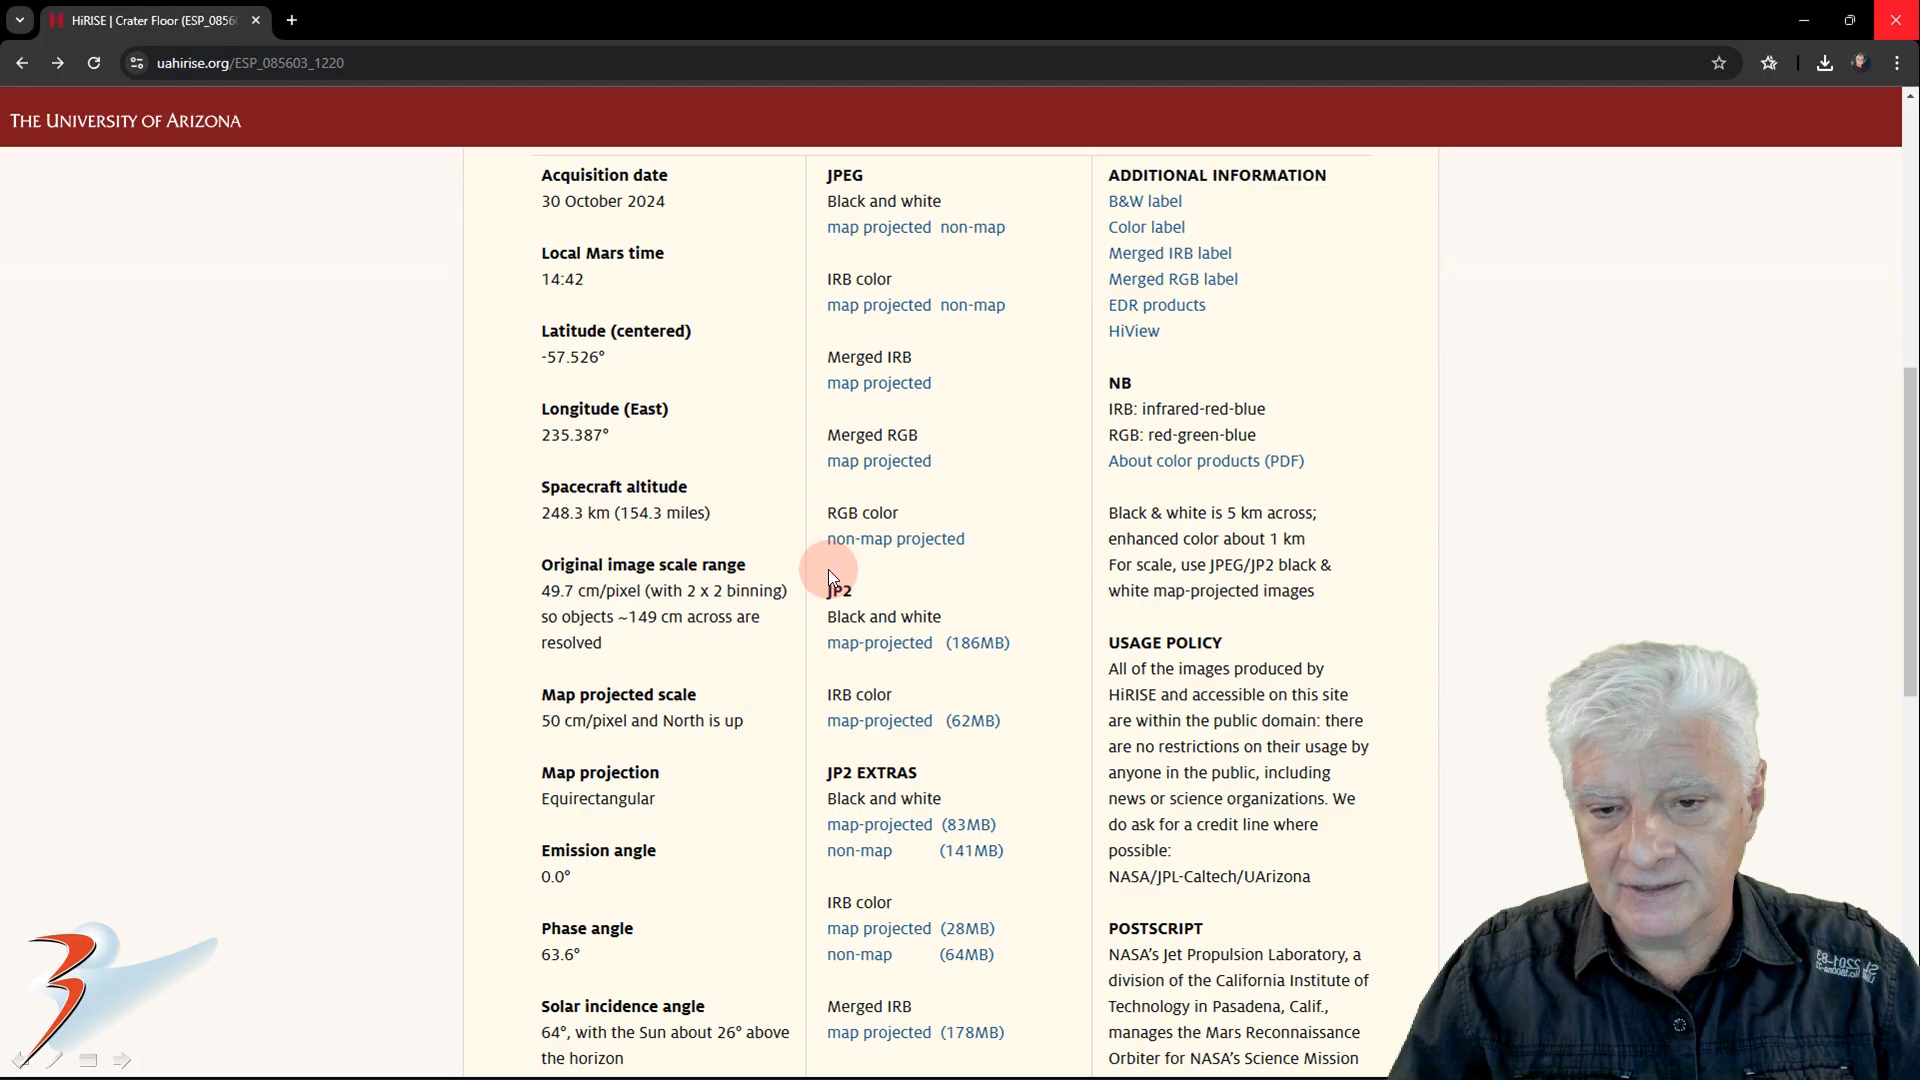 HiRISE | Crater Floor (ESP_0856
uahirise.org/ESP_085603_1220
THE UNIVERSITY OF ARIZONA
Acquisition date
30 October 2024
Local Mars time
14:42
Latitude (centered)
-57.526°
Longitude (East)
235.387°
Spacecraft altitude
248.3 km (154.3 miles)
Original image scale range
49.7 cm/pixel (with 2 x 2 binning)
so objects ~149 cm across are
resolved
Map projected scale
50 cm/pixel and North is up
Map projection
Equirectangular
Emission angle
0.0°
Phase angle
63.6°
Solar incidence angle
64°, with the Sun about 26° above
the horizon
JPEG
Black and white
map projected non-map
IRB color
map projected non-map
Merged IRB
map projected
Merged RGB
map projected
RGB color
non-map projected
JP2
Black and white
map-projected (186MB)
IRB color
map-projected (62MB)
JP2 EXTRAS
Black and white
map-projected (83MB)
non-map (141MB)
IRB color
map projected (28MB)
non-map (64MB)
Merged IRB
map projected (178MB)
ADDITIONAL INFORMATION
B&W label
Color label
Merged IRB label
Merged RGB label
EDR products
HiView
NB
IRB: infrared-red-blue
RGB: red-green-blue
About color products (PDF)
Black & white is 5 km across;
enhanced color about 1 km
For scale, use JPEG/JP2 black &
white map-projected images
USAGE POLICY
All of the images produced by
HiRISE and accessible on this site
are within the public domain: there
are no restrictions on their usage by
anyone in the public, including
news or science organizations. We
do ask for a credit line where
possible:
NASA/JPL-Caltech/UArizona
POSTSCRIPT
NASA's Jet Propulsion Laboratory, a
division of the California Institute of
Technology in Pasadena, Calif.,
manages the Mars Reconnaissance
Orbiter for NASA's Science Mission